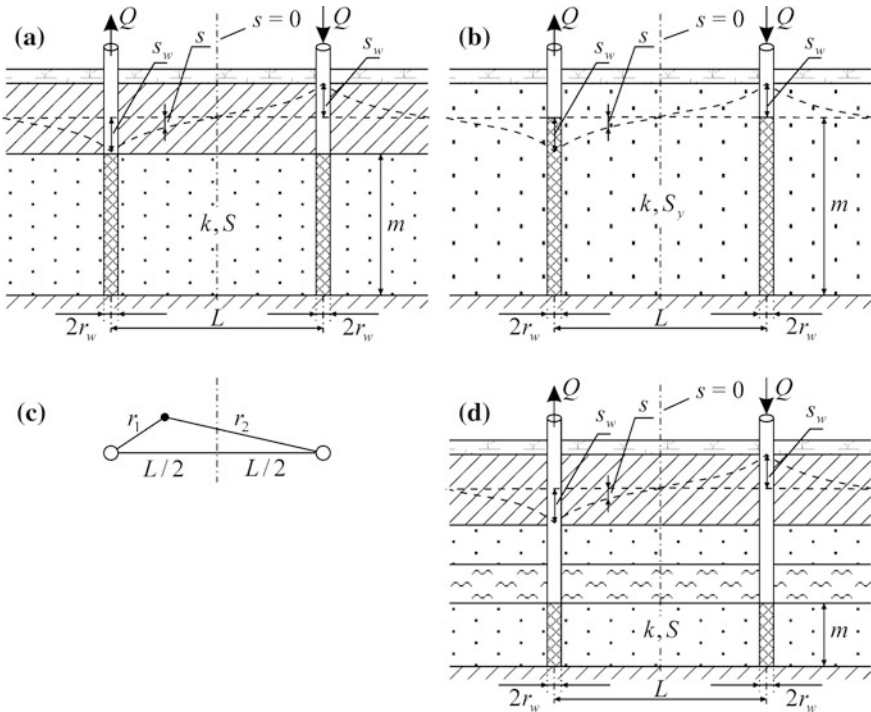 (a)
Q
s = 0
Q
s_w
s
s_w
k, S
m
2r_w
L
2r_w
(b)
Q
s = 0
Q
s_w
s
s_w
k, S_y
m
2r_w
L
2r_w
(c)
r_1
r_2
L/2
L/2
(d)
Q
s = 0
Q
s_w
s
s_w
k, S
m
2r_w
L
2r_w